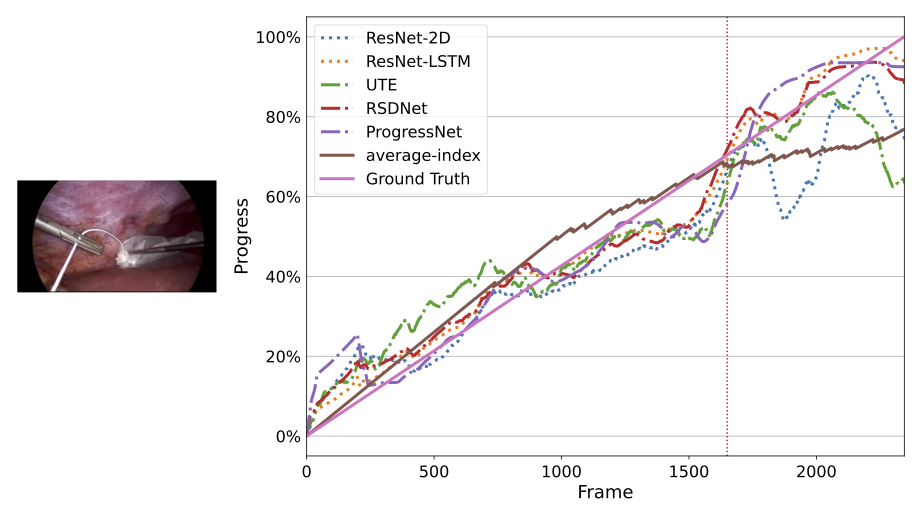 100%
80%
60%
40%
20%
0%
Progress
ResNet-2D
ResNet-LSTM
UTE
RSDNet
ProgressNet
average-index
Ground Truth
0 500 1000 1500 2000
Frame